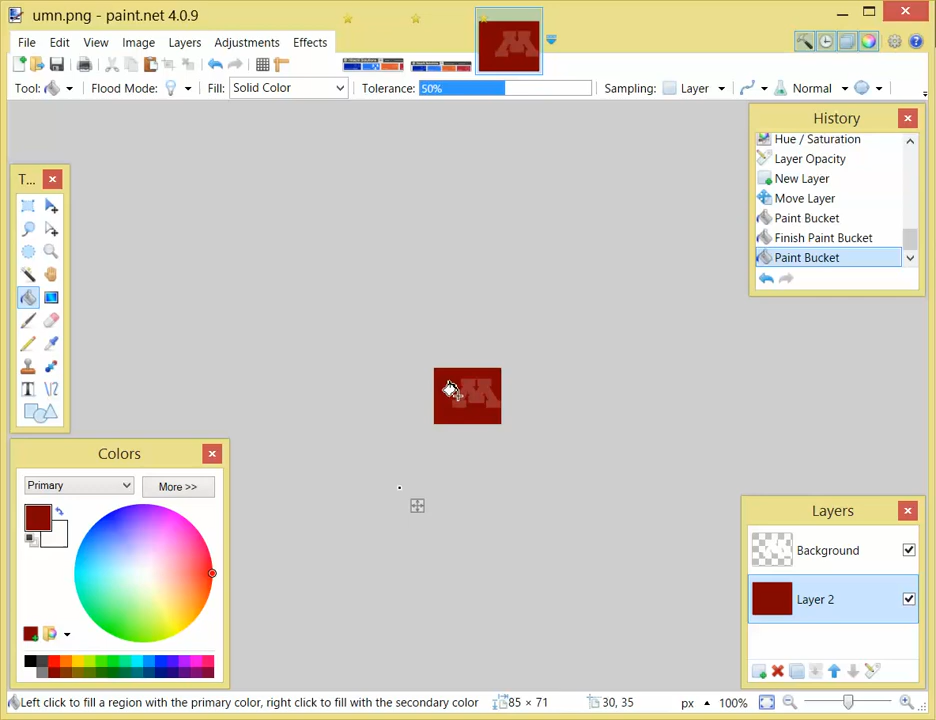 umn.png - paint.net 4.0.9
File Edit View Image Layers Adjustments Effects
Tool: Flood Mode: Fill: Solid Color Tolerance: 50% Sampling: Layer Normal
History
Hue / Saturation
Layer Opacity
New Layer
Move Layer
Paint Bucket
Finish Paint Bucket
Paint Bucket
T...
Colors
Primary More >>
Layers
Background
Layer 2
Left click to fill a region with the primary color, right click to fill with the secondary color 85 × 71 30, 35 px 100%